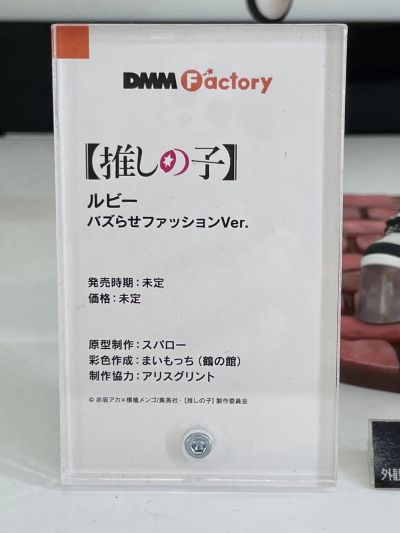 DMM Factory
【推しの子】
ルビー
バズらせファッションVer.
発売時期：未定
価格：未定
原型制作：スパロー
彩色作成：まいもっち（鶴の館）
制作協力：アリスグリント
© 赤坂アカ×横槍メンゴ/集英社・【推しの子】製作委員会
外観